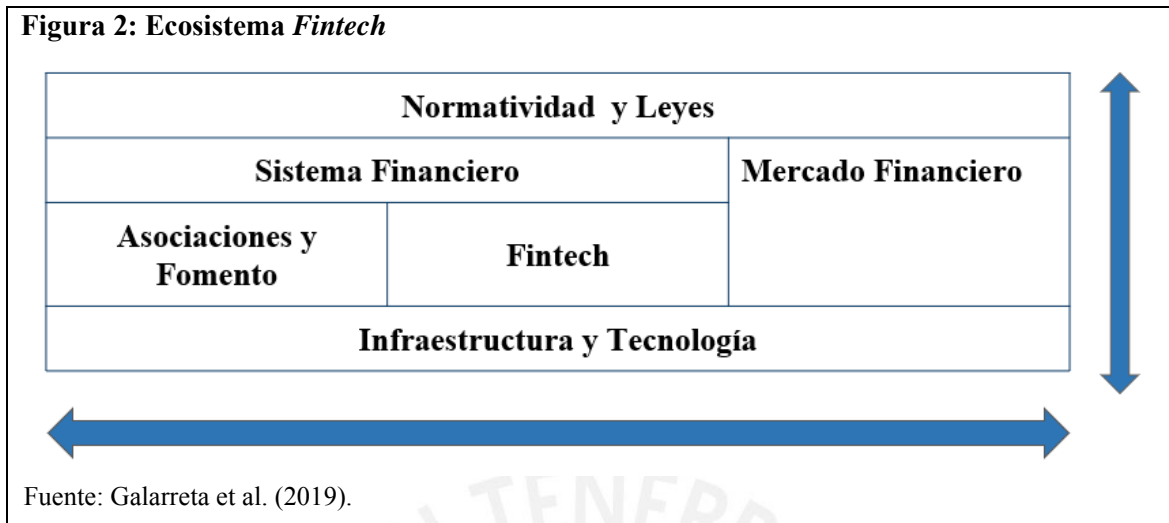 Figura 2: Ecosistema Fintech
Normatividad y Leyes
Sistema Financiero
Mercado Financiero
Asociaciones y
Fomento
Fintech
Infraestructura y Tecnología
Fuente: Galarreta et al. (2019).
TENEBR